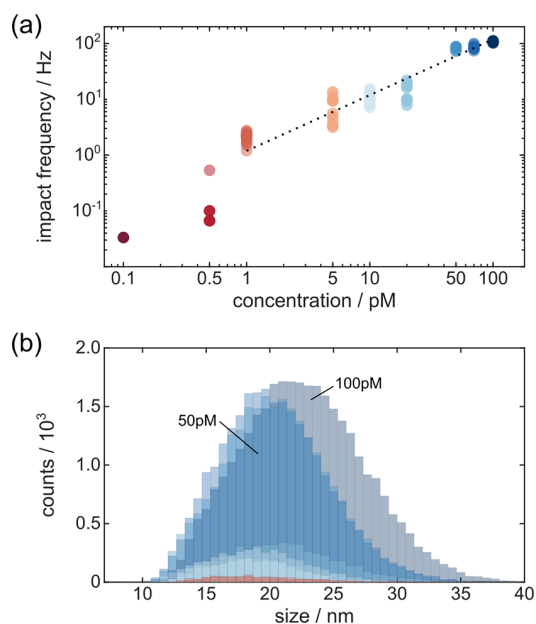 (a)
impact frequency / Hz
10²
10¹
10⁰
10⁻¹
0.1 0.5 1 5 10 50 100
concentration / pM
(b)
counts / 10³
2.0
1.5
1.0
0.5
0
50pM
100pM
10 15 20 25 30 35 40
size / nm